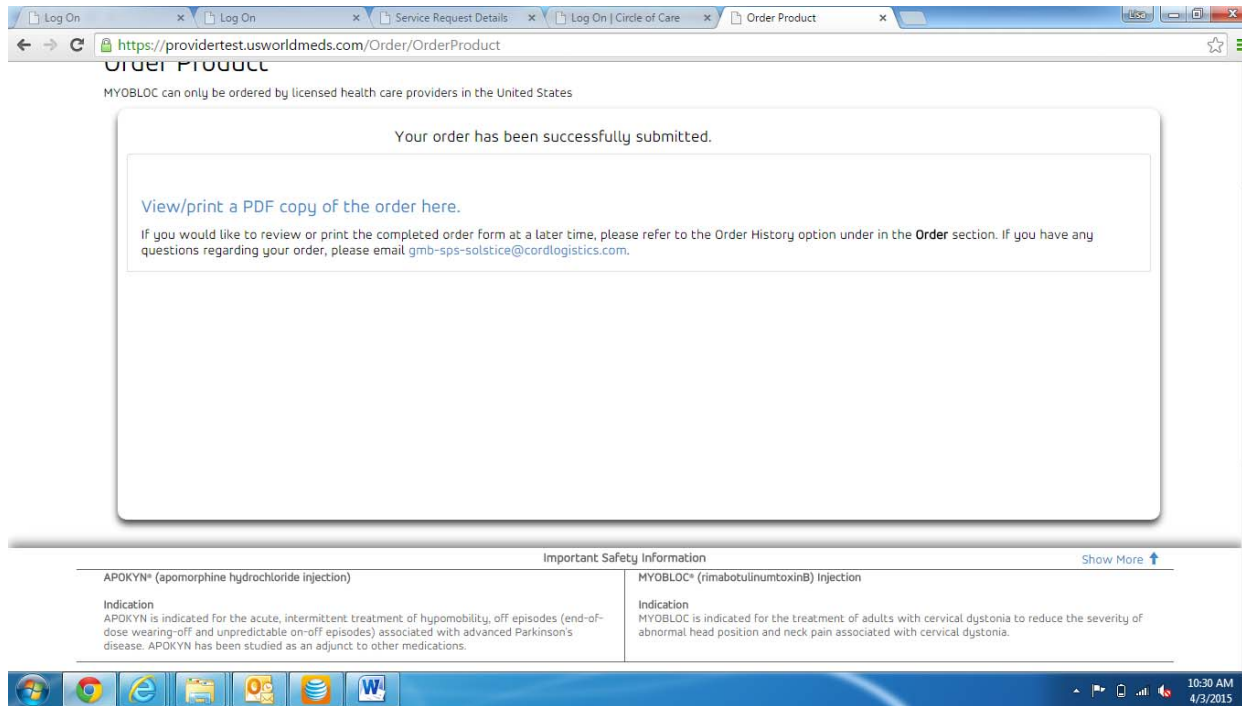 Log On
Log On
Service Request Details
Log On | Circle of Care
Order Product
Lisa
https://providertest.usworldmeds.com/Order/OrderProduct
Order Product
MYOBLOC can only be ordered by licensed health care providers in the United States
Your order has been successfully submitted.
View/print a PDF copy of the order here.
If you would like to review or print the completed order form at a later time, please refer to the Order History option under in the Order section. If you have any
questions regarding your order, please email gmb-sps-solstice@cordlogistics.com.
Important Safety Information
Show More
APOKYN® (apomorphine hydrochloride injection)
Indication
APOKYN is indicated for the acute, intermittent treatment of hypomobility, off episodes (end-of-
dose wearing-off and unpredictable on-off episodes) associated with advanced Parkinson's
disease. APOKYN has been studied as an adjunct to other medications.
MYOBLOC® (rimabotulinumtoxinB) Injection
Indication
MYOBLOC is indicated for the treatment of adults with cervical dystonia to reduce the severity of
abnormal head position and neck pain associated with cervical dystonia.
10:30 AM
4/3/2015